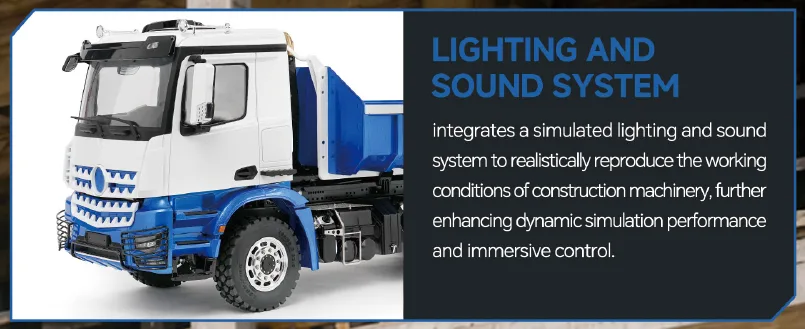 LIGHTING AND
SOUND SYSTEM
integrates a simulated lighting and sound
system to realistically reproduce the working
conditions of construction machinery, further
enhancing dynamic simulation performance
and immersive control.